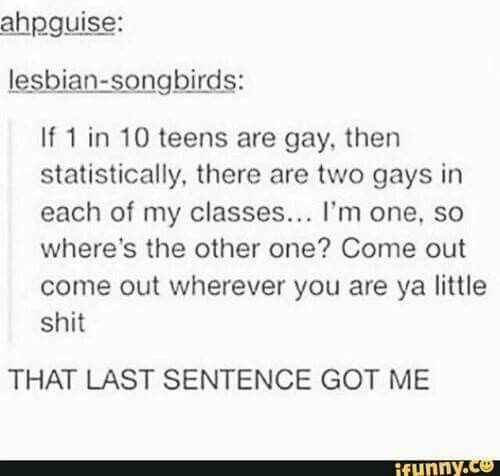 ahpguise:
lesbian-songbirds:
If 1 in 10 teens are gay, then
statistically, there are two gays in
each of my classes... I'm one, so
where's the other one? Come out
come out wherever you are ya little
shit
THAT LAST SENTENCE GOT ME
ifunny.ce